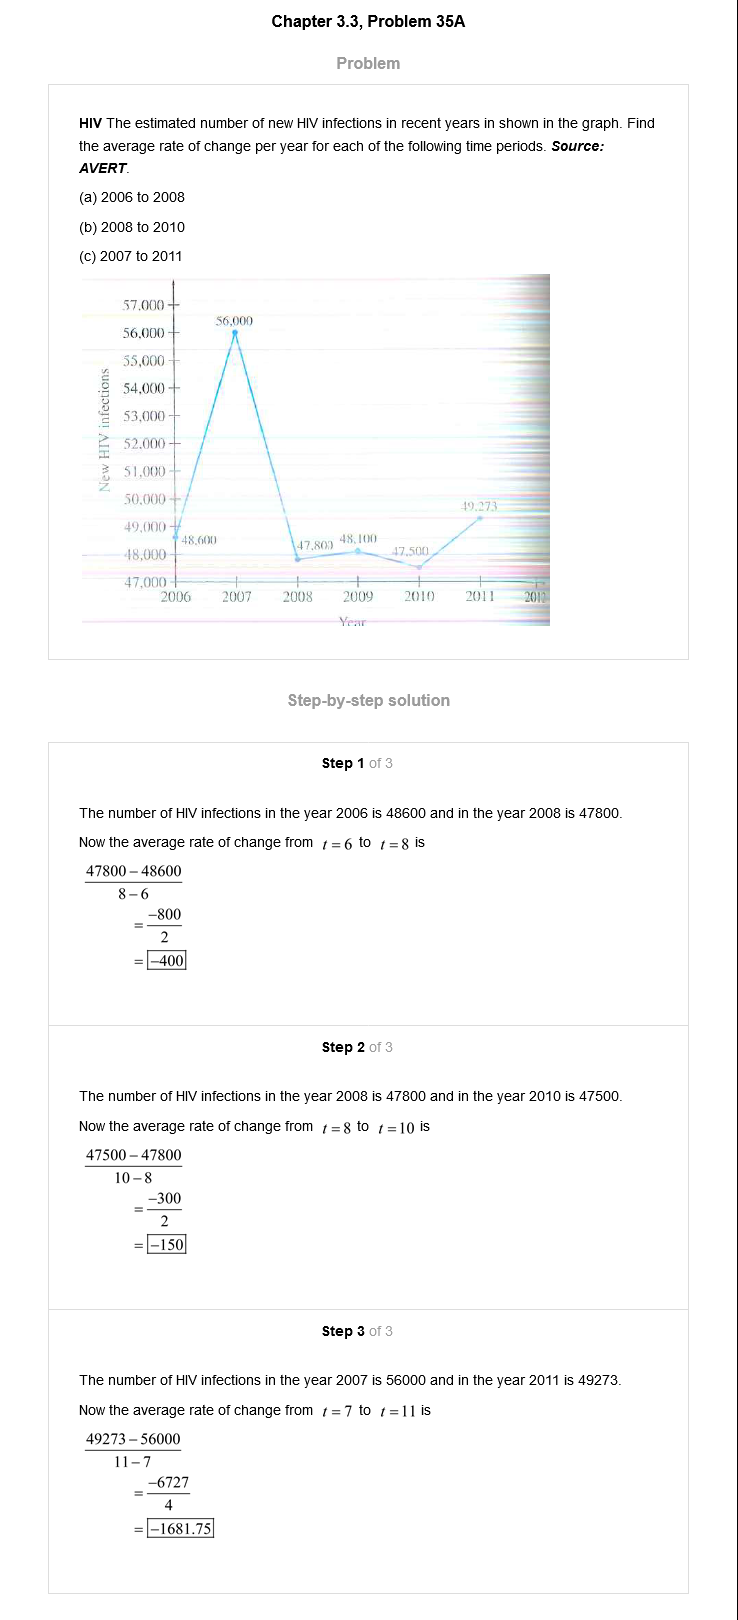 Chapter 3.3, Problem 35A
Problem
HIV The estimated number of new HIV infections in recent years in shown in the graph. Find
the average rate of change per year for each of the following time periods. Source:
AVERT.
(a) 2006 to 2008
(b) 2008 to 2010
(c) 2007 to 2011
57,000
56,000
55,000
54,000
53,000
52,000
51,000
50,000
49,000
48,000
47,000
New HIV infections
56,000
48,600
47,800
48,100
47,500
49,273
2006 2007 2008 2009 2010 2011 2012
Year
Step-by-step solution
Step 1 of 3
The number of HIV infections in the year 2006 is 48600 and in the year 2008 is 47800.
Now the average rate of change from t = 6 to t = 8 is
47800 – 48600
8 – 6
= –800
2
= –400
Step 2 of 3
The number of HIV infections in the year 2008 is 47800 and in the year 2010 is 47500.
Now the average rate of change from t = 8 to t = 10 is
47500 – 47800
10 – 8
= –300
2
= –150
Step 3 of 3
The number of HIV infections in the year 2007 is 56000 and in the year 2011 is 49273.
Now the average rate of change from t = 7 to t = 11 is
49273 – 56000
11 – 7
= –6727
4
= –1681.75